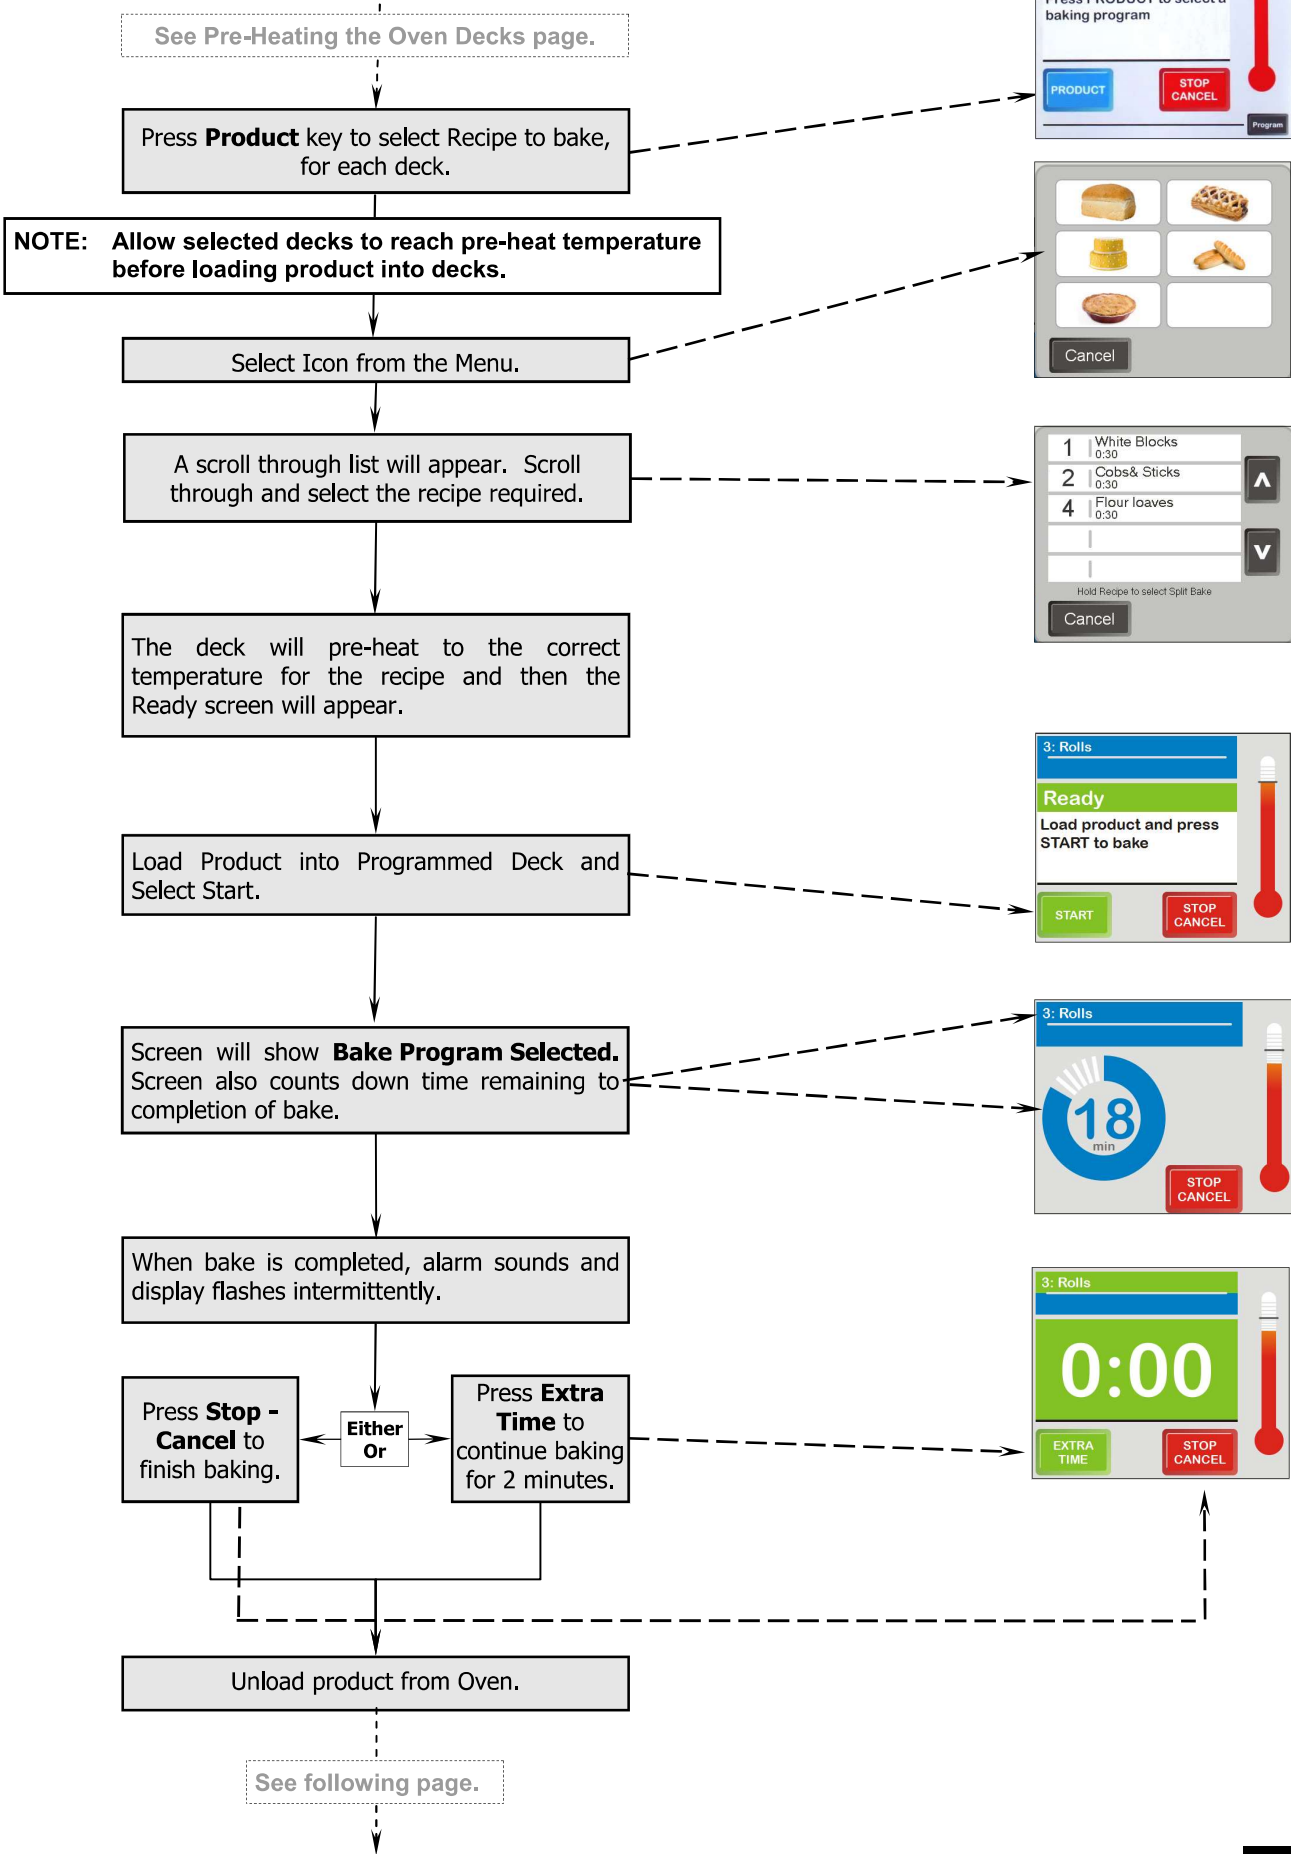 See Pre-Heating the Oven Decks page.
Press PRODUCT to select a
baking program
PRODUCT
STOP
CANCEL
Program
Press Product key to select Recipe to bake,
for each deck.
NOTE: Allow selected decks to reach pre-heat temperature
before loading product into decks.
Select Icon from the Menu.
Cancel
A scroll through list will appear. Scroll
through and select the recipe required.
1 White Blocks
0:30
2 Cobs& Sticks
0:30
4 Flour loaves
0:30
Hold Recipe to select Split Bake
Cancel
The deck will pre-heat to the correct
temperature for the recipe and then the
Ready screen will appear.
3: Rolls
Ready
Load product and press
START to bake
START
STOP
CANCEL
Load Product into Programmed Deck and
Select Start.
Screen will show Bake Program Selected.
Screen also counts down time remaining to
completion of bake.
3: Rolls
18
min
STOP
CANCEL
When bake is completed, alarm sounds and
display flashes intermittently.
3: Rolls
0:00
EXTRA
TIME
STOP
CANCEL
Press Stop -
Cancel to
finish baking.
Either
Or
Press Extra
Time to
continue baking
for 2 minutes.
Unload product from Oven.
See following page.